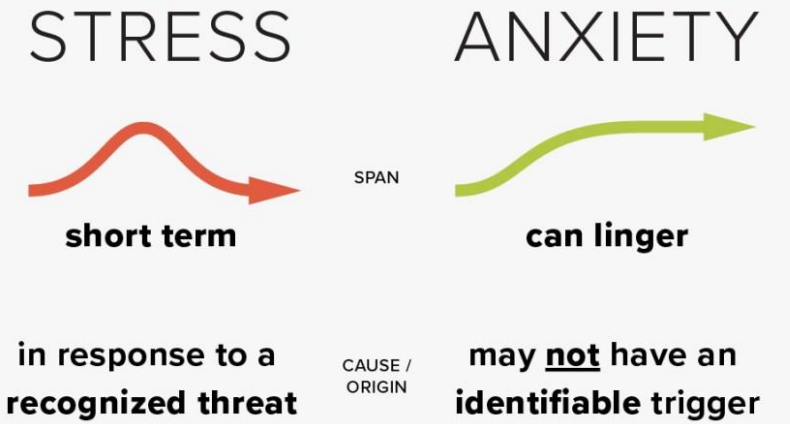 STRESS
ANXIETY
SPAN
short term
can linger
in response to a
recognized threat
CAUSE /
ORIGIN
may not have an
identifiable trigger